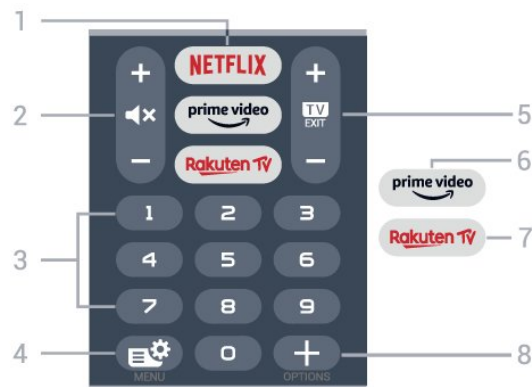 1
NETFLIX
+ +
2
prime video
TV
EXIT
5
6
prime video
- -
Rakuten TV
Rakuten TV
7
1 2 3
3
4 5 6
7 8 9
4
0
+
8
MENU
OPTIONS